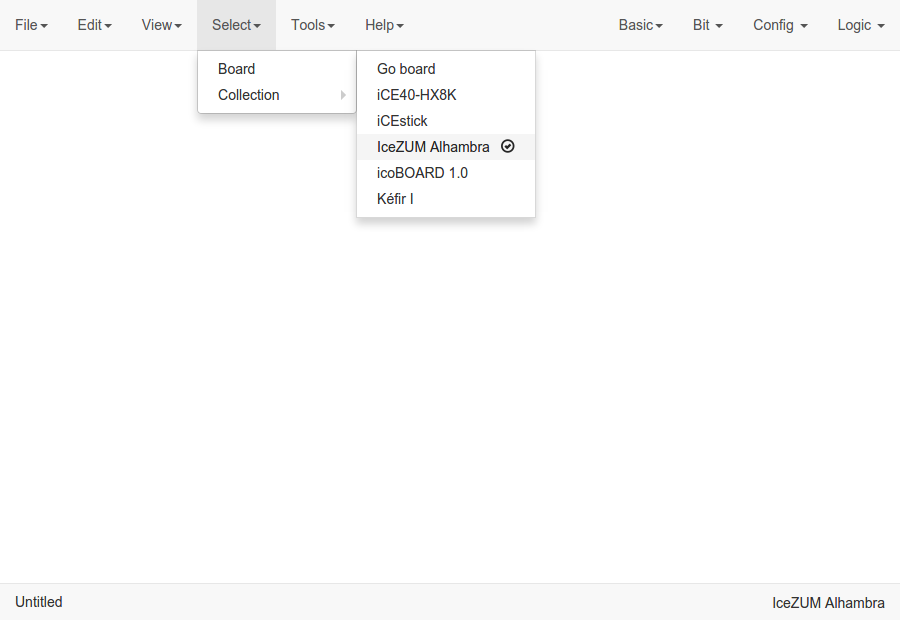 File Edit View Select Tools Help Basic Bit Config Logic
Board
Collection
Go board
iCE40-HX8K
iCEstick
IceZUM Alhambra
icoBOARD 1.0
Kéfir I
Untitled
IceZUM Alhambra